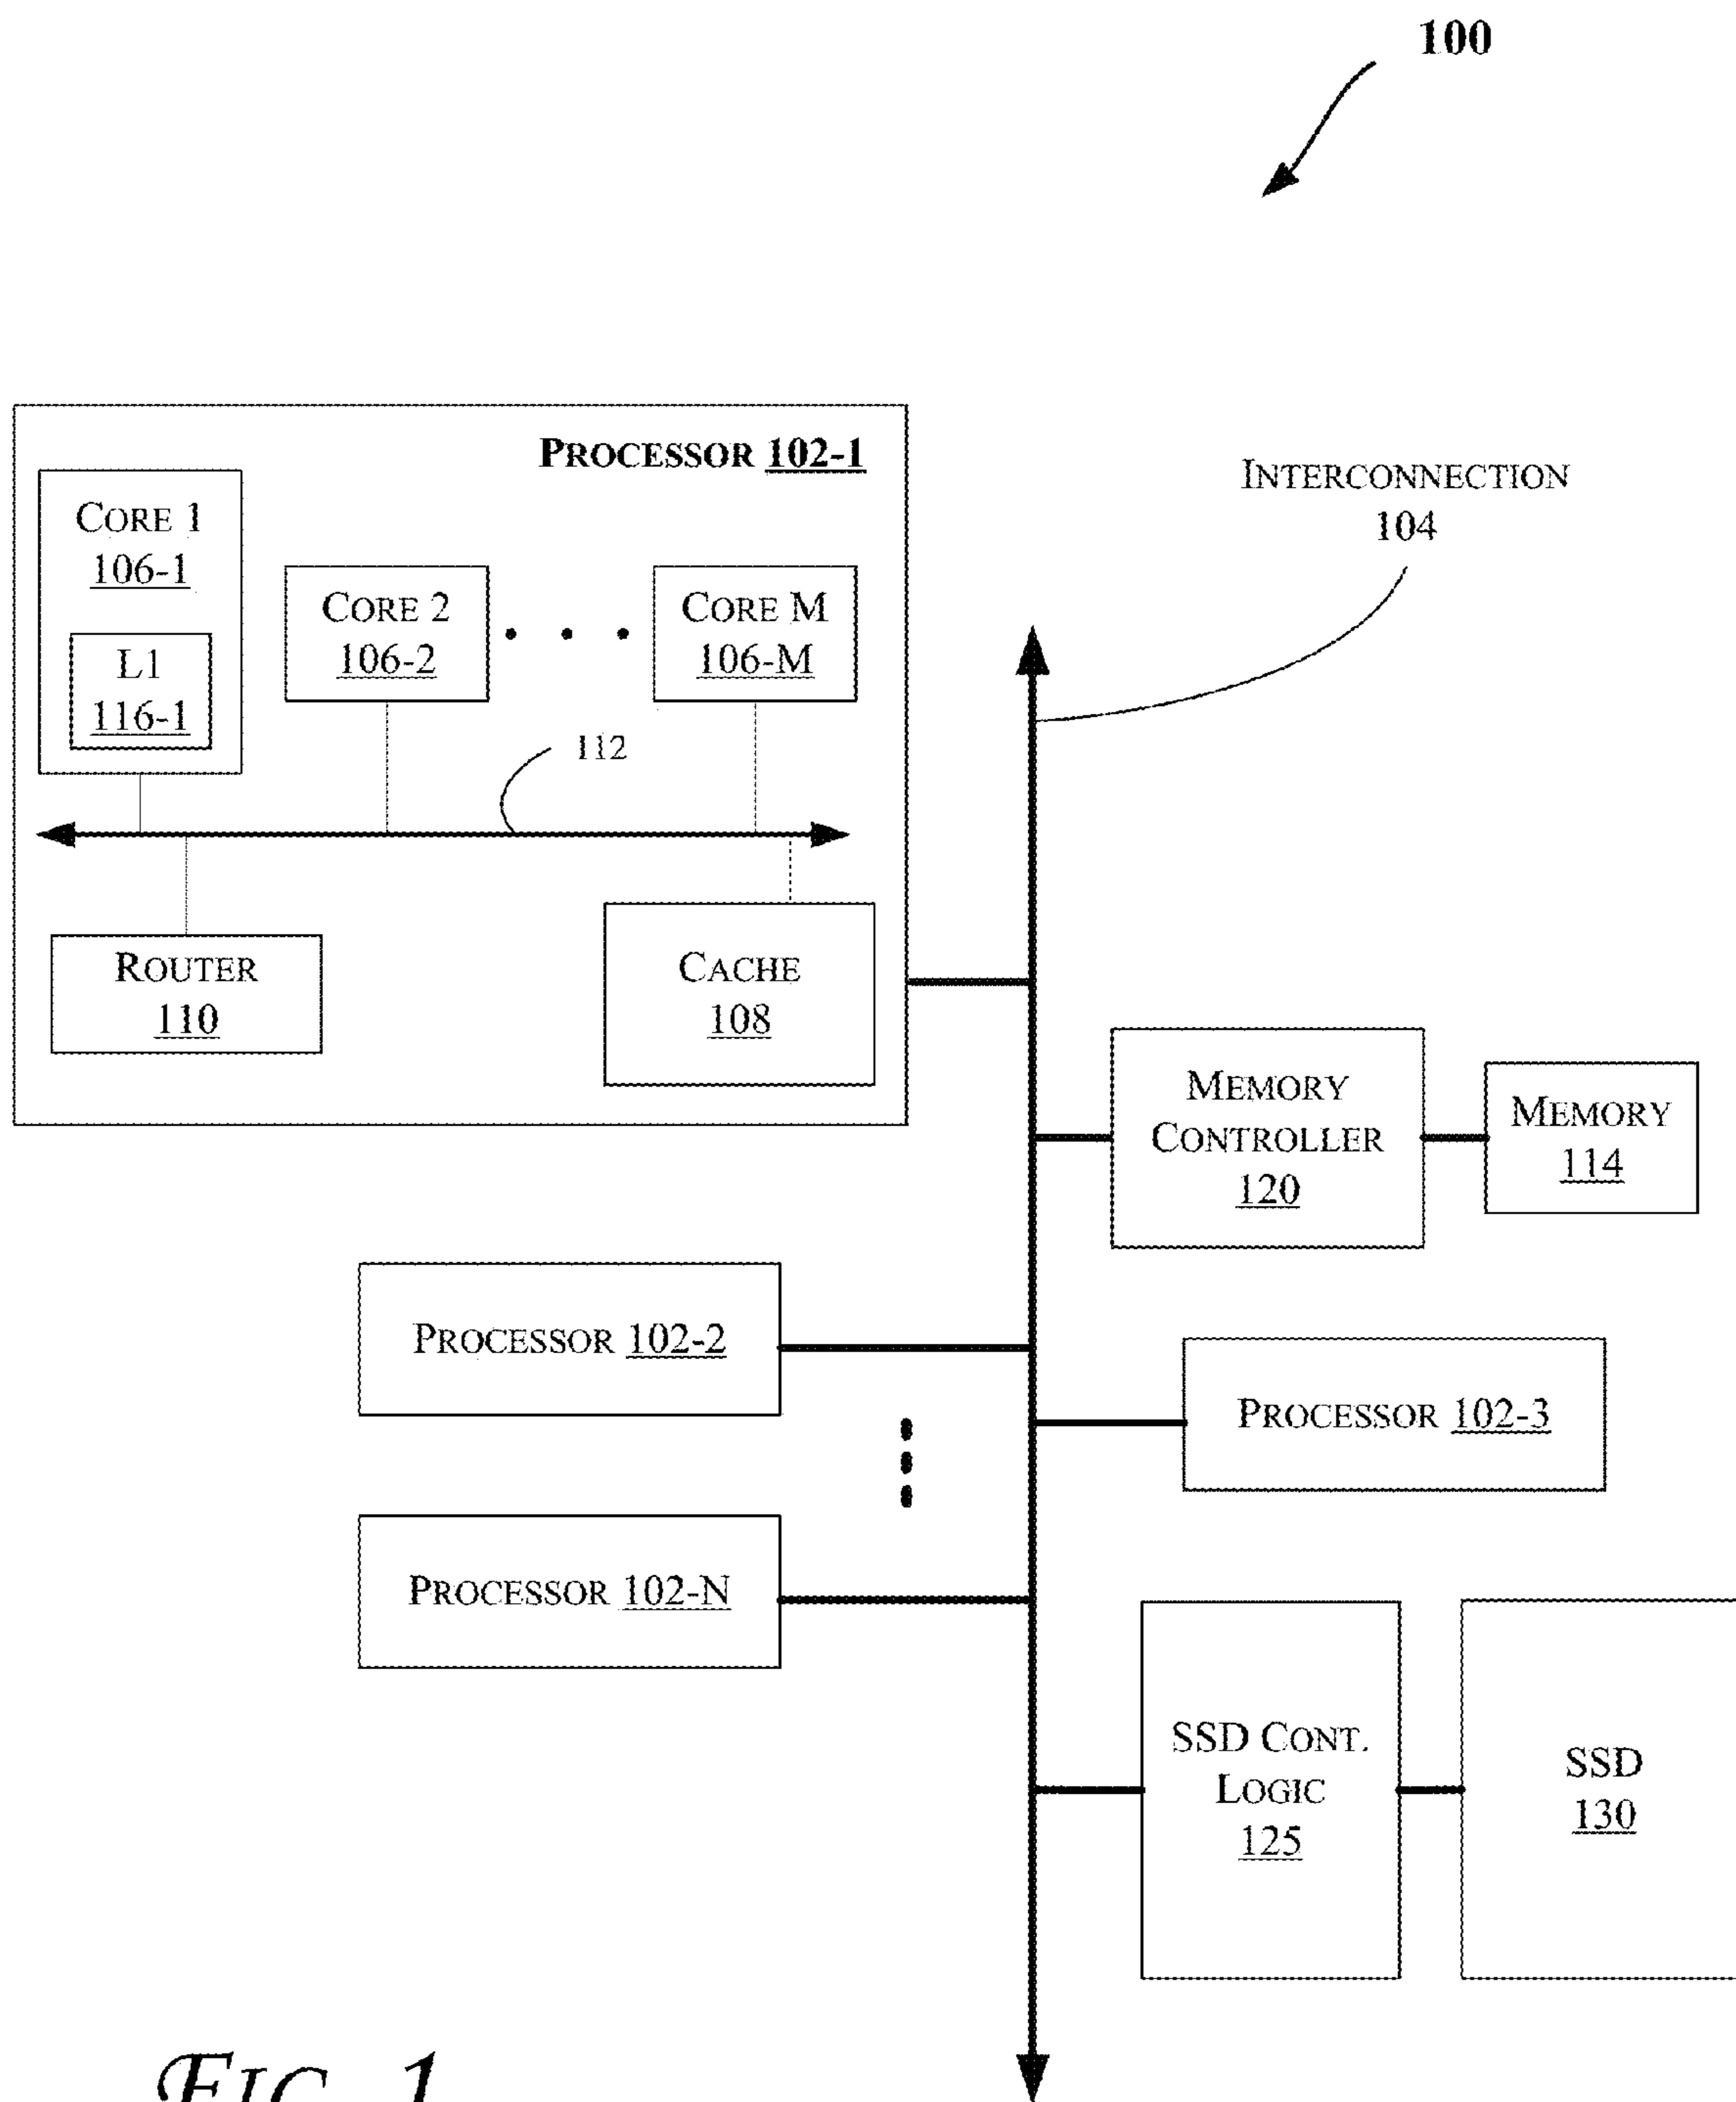 100
PROCESSOR 102-1
INTERCONNECTION
104
CORE 1
106-1
L1
116-1
CORE 2
106-2
CORE M
106-M
112
ROUTER
110
CACHE
108
MEMORY
CONTROLLER
120
MEMORY
114
PROCESSOR 102-2
PROCESSOR 102-3
PROCESSOR 102-N
SSD CONT.
LOGIC
125
SSD
130
FIG. 1